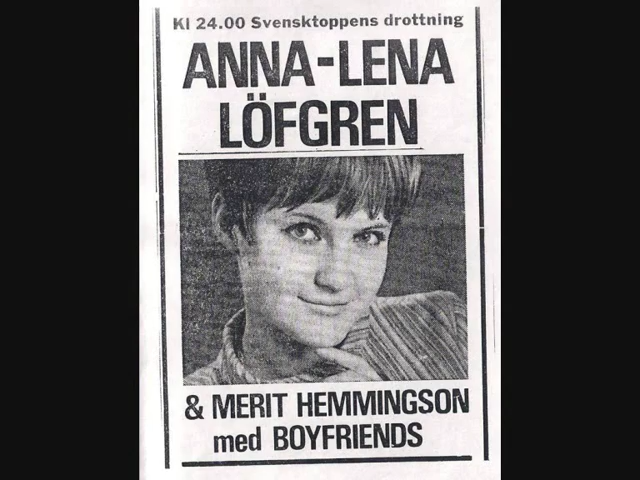 Kl 24.00 Svensktoppens drottning
ANNA-LENA
LÖFGREN
& MERIT HEMMINGSON
med BOYFRIENDS